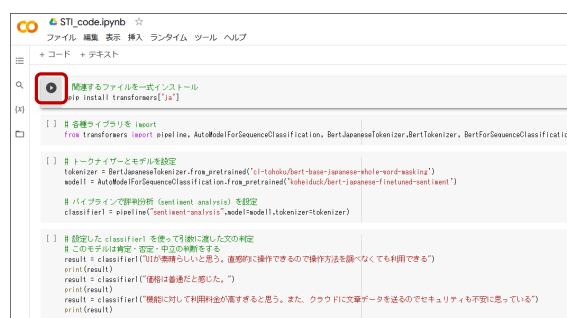 STI_code.ipynb ☆
ファイル 編集 表示 挿入 ランタイム ツール ヘルプ
+ コード + テキスト
関連するファイルを一式インストール
pip install transformers["ja"]
{x}
[ ] # 各種ライブラリを import
from transformers import pipeline, AutoModelForSequenceClassification, BertJapaneseTokenizer,BertTokenizer, BertForSequenceClassificatio
[ ] # トークナイザーとモデルを設定
tokenizer = BertJapaneseTokenizer.from_pretrained('cl-tohoku/bert-base-japanese-whole-word-masking')
model1 = AutoModelForSequenceClassification.from_pretrained('koheiduck/bert-japanese-finetuned-sentiment')
# パイプラインで評判分析 (sentiment analysis) を設定
classifier1 = pipeline("sentiment-analysis",model=model1,tokenizer=tokenizer)
[ ] # 設定した classifier1 を使って引数に渡した文の判定
# このモデルは肯定・否定・中立の判断をする
result = classifier1("UIが素晴らしいと思う。直感的に操作できるので操作方法を調べなくても利用できる")
print(result)
result = classifier1("価格は普通だと感じた。")
print(result)
result = classifier1("機能に対して利用料金が高すぎると思う。また、クラウドに文章データを送るのでセキュリティも不安に思っている")
print(result)